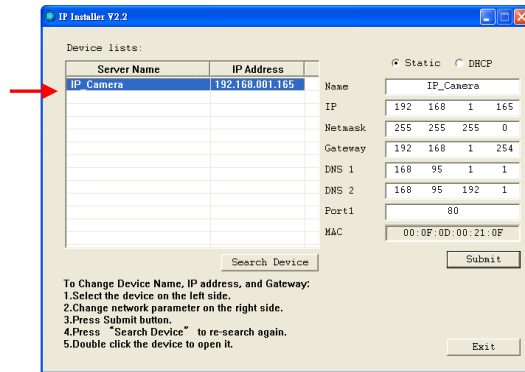 IP Installer V2.2
Device lists:
Server Name IP Address
IP_Camera 192.168.001.165
Static DHCP
Name IP_Camera
IP 192 168 1 165
Netmask 255 255 255 0
Gateway 192 168 1 254
DNS 1 168 95 1 1
DNS 2 168 95 192 1
Port1 80
MAC 00:0F:0D:00:21:0F
Search Device
Submit
To Change Device Name, IP address, and Gateway:
1.Select the device on the left side.
2.Change network parameter on the right side.
3.Press Submit button.
4.Press “Search Device” to re-search again.
5.Double click the device to open it.
Exit